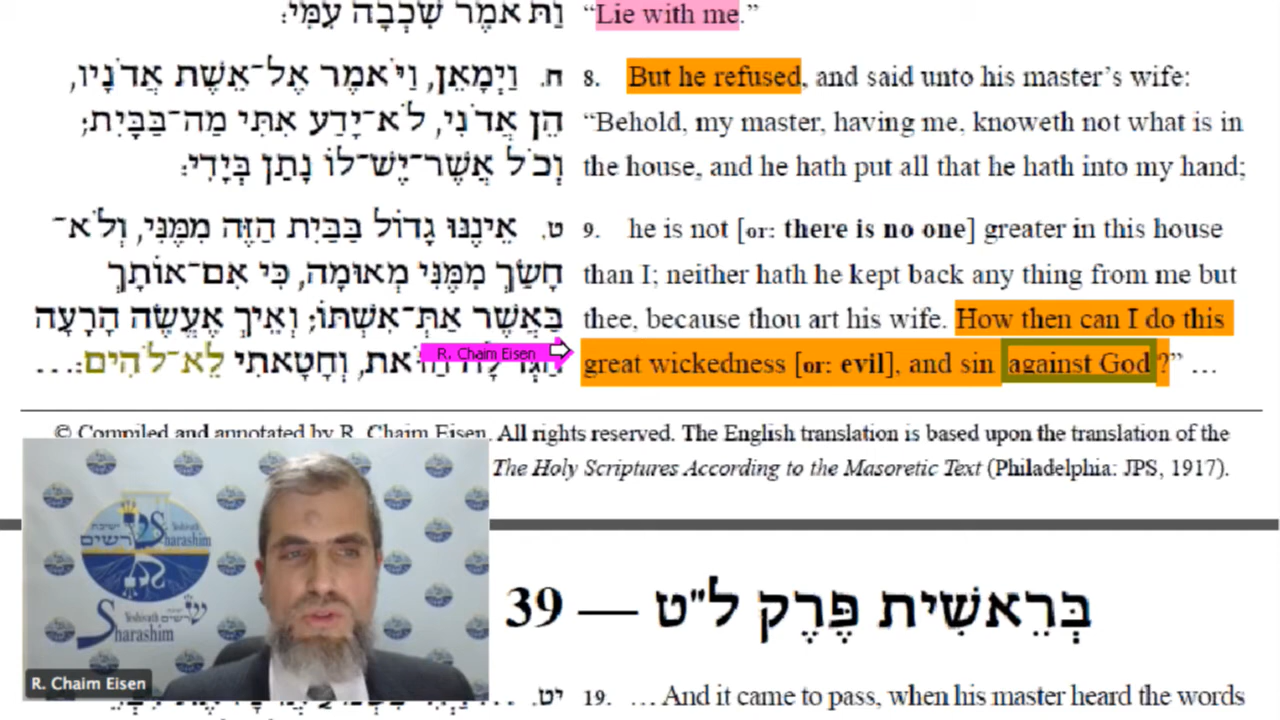 וַתֹּאמֶר שִׁכְבָה עִמִּי׃ “Lie with me.”
ח. וַיְמָאֵן, וַיֹּאמֶר אֶל־אֵשֶׁת אֲדֹנָיו, 8. But he refused, and said unto his master’s wife:
הֵן אֲדֹנִי, לֹא־יָדַע אִתִּי מַה־בַּבָּיִת; “Behold, my master, having me, knoweth not what is in
וְכֹל אֲשֶׁר־יֶשׁ־לוֹ נָתַן בְּיָדִי׃ the house, and he hath put all that he hath into my hand;
ט. אֵינֶנּוּ גָדוֹל בַּבַּיִת הַזֶּה מִמֶּנִּי, וְלֹא־ 9. he is not [or: there is no one] greater in this house
חָשַׂךְ מִמֶּנִּי מְאוּמָה, כִּי אִם־אוֹתָךְ than I; neither hath he kept back any thing from me but
בַּאֲשֶׁר אַתְּ־אִשְׁתּוֹ; וְאֵיךְ אֶעֱשֶׂה הָרָעָה thee, because thou art his wife. How then can I do this
וְחָטָאתִי לֵא־לֹהִים׃... R. Chaim Eisen great wickedness [or: evil], and sin against God?” …
© Compiled and annotated by R. Chaim Eisen. All rights reserved. The English translation is based upon the translation of the
The Holy Scriptures According to the Masoretic Text (Philadelphia: JPS, 1917).
ישיבת שרשים Yeshivath Sharashim
Yeshivath ישיבת שרשים Sharashim
בְּרֵאשִׁית פֶּרֶק ל"ט — 39
R. Chaim Eisen
יט. 19. … And it came to pass, when his master heard the words